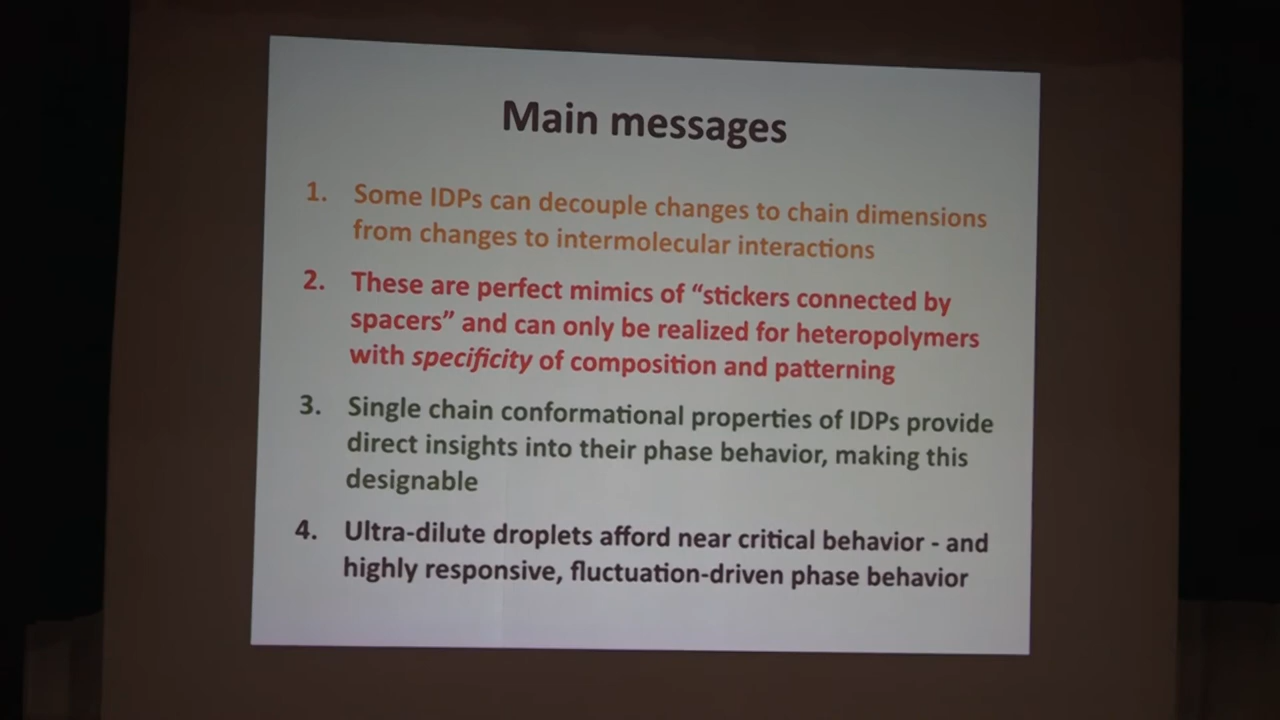 Main messages
1. Some IDPs can decouple changes to chain dimensions
from changes to intermolecular interactions
2. These are perfect mimics of “stickers connected by
spacers” and can only be realized for heteropolymers
with specificity of composition and patterning
3. Single chain conformational properties of IDPs provide
direct insights into their phase behavior, making this
designable
4. Ultra-dilute droplets afford near critical behavior - and
highly responsive, fluctuation-driven phase behavior